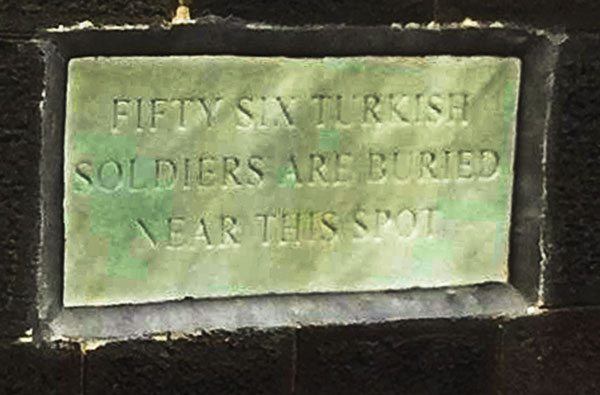 FIFTY SIX TURKISH
SOLDIERS ARE BURIED
NEAR THIS SPOT